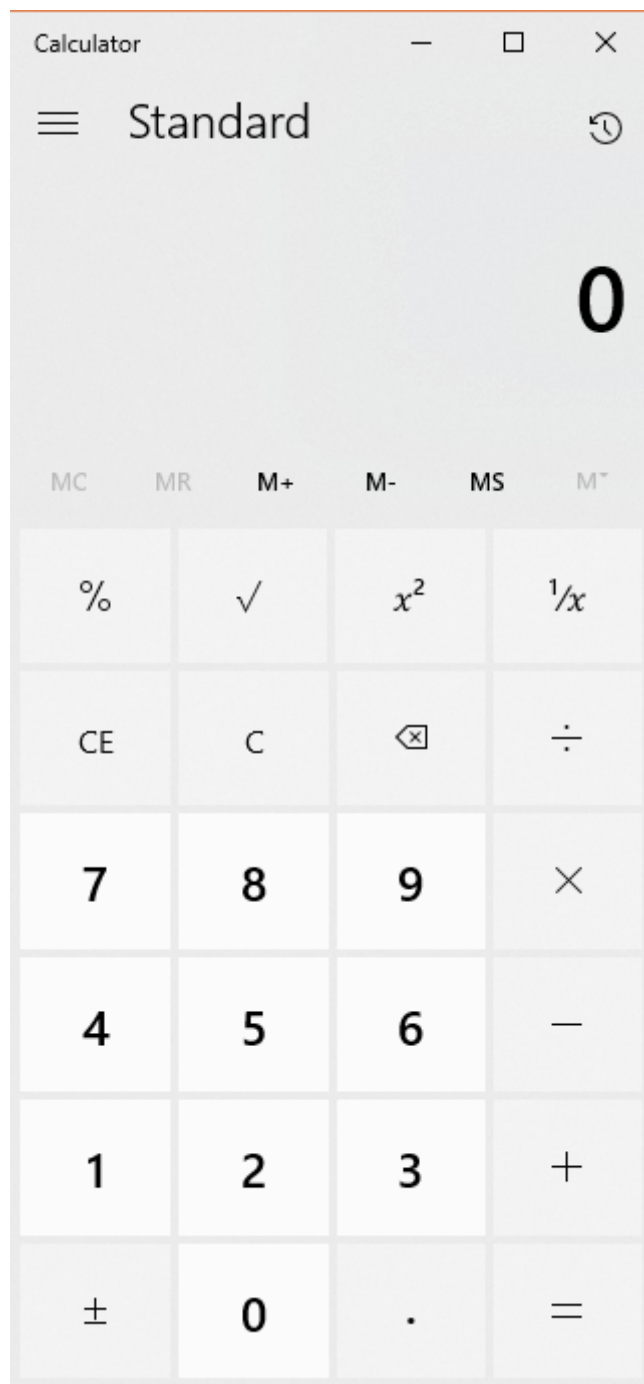 Calculator
Standard
0
MC MR M+ M- MS M˅
% √ x² ¹/x
CE C ÷
7 8 9 ×
4 5 6 −
1 2 3 +
± 0 . =